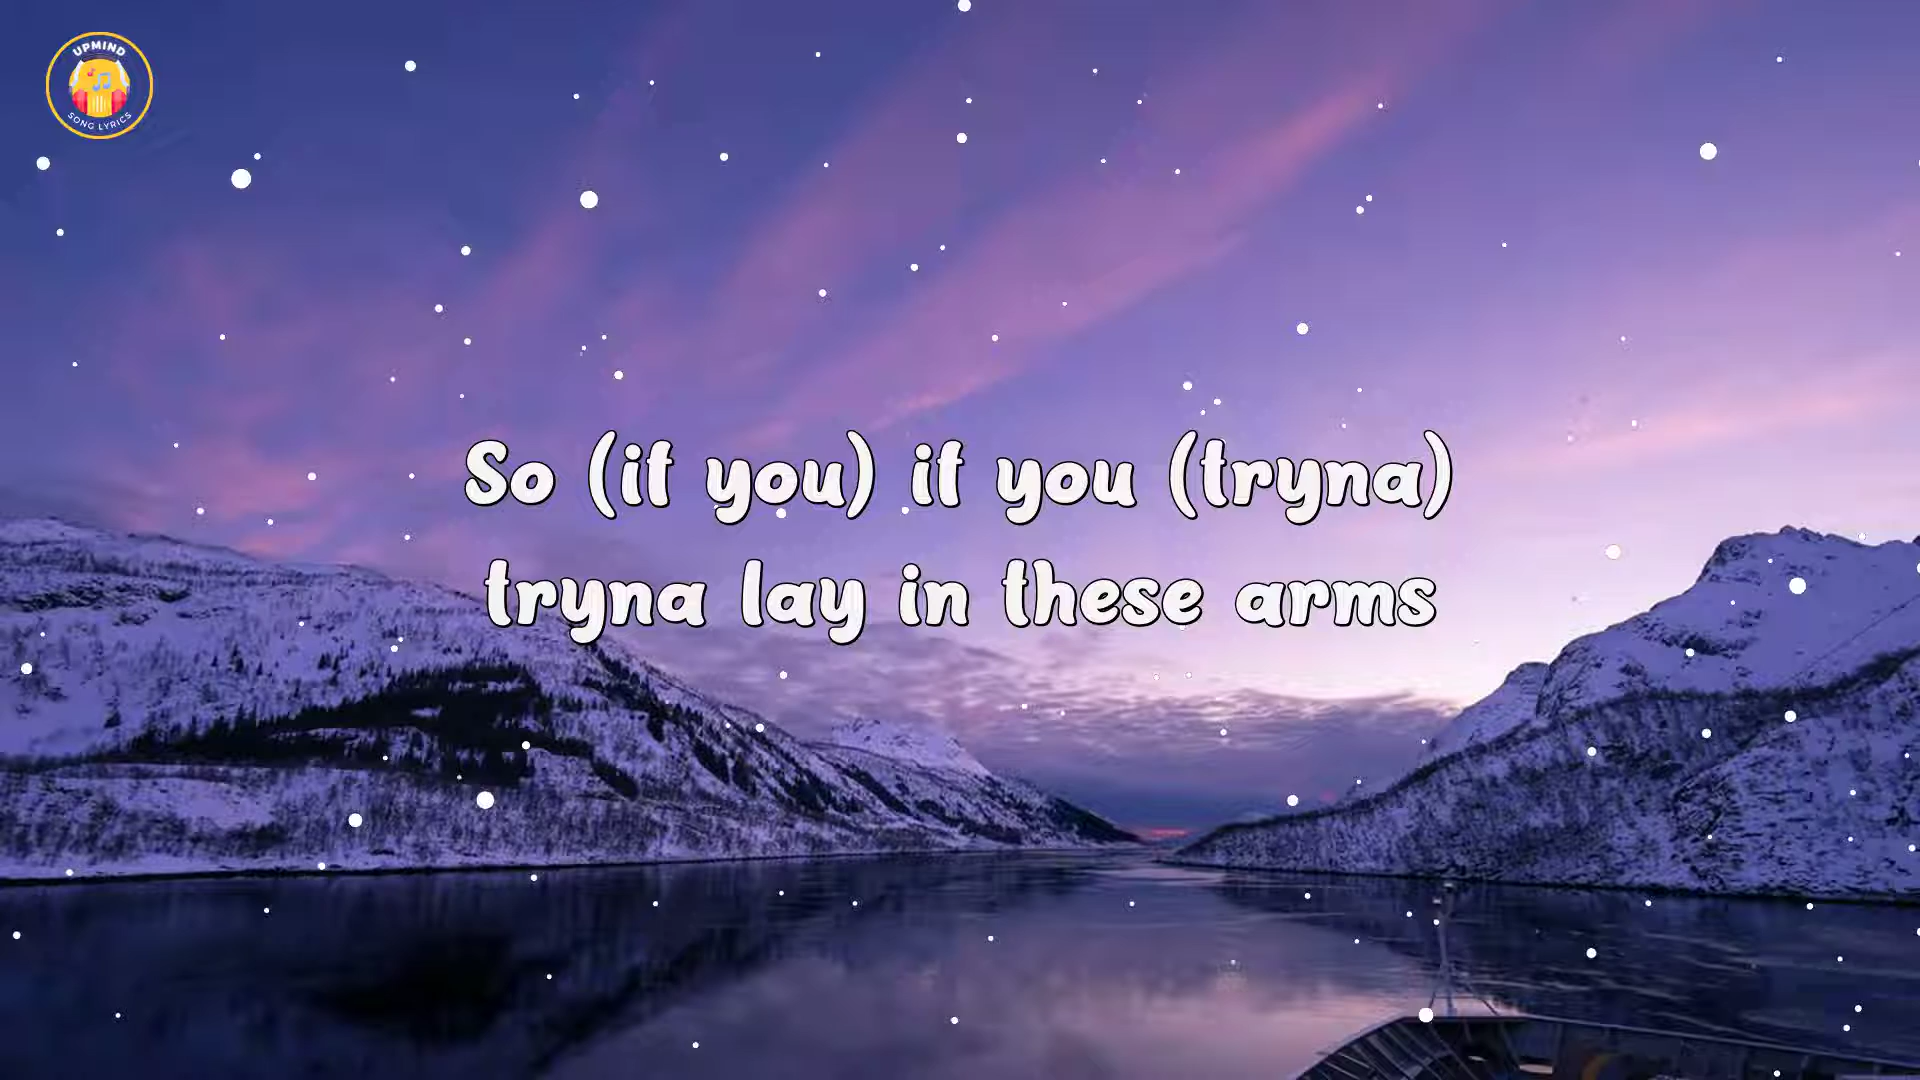 UPMIND
SONG LYRICS
So (if you) if you (tryna)
tryna lay in these arms